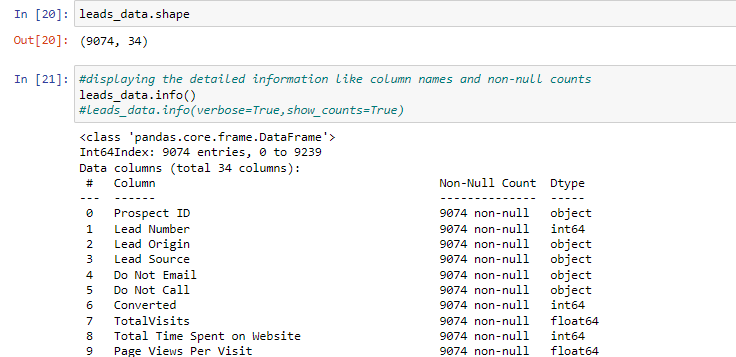 In [20]: leads_data.shape
Out[20]: (9074, 34)
In [21]: #displaying the detailed information like column names and non-null counts
leads_data.info()
#leads_data.info(verbose=True,show_counts=True)
<class 'pandas.core.frame.DataFrame'>
Int64Index: 9074 entries, 0 to 9239
Data columns (total 34 columns):
# Column Non-Null Count Dtype
--- ------ -------------- -----
0 Prospect ID 9074 non-null object
1 Lead Number 9074 non-null int64
2 Lead Origin 9074 non-null object
3 Lead Source 9074 non-null object
4 Do Not Email 9074 non-null object
5 Do Not Call 9074 non-null object
6 Converted 9074 non-null int64
7 TotalVisits 9074 non-null float64
8 Total Time Spent on Website 9074 non-null int64
9 Page Views Per Visit 9074 non-null float64